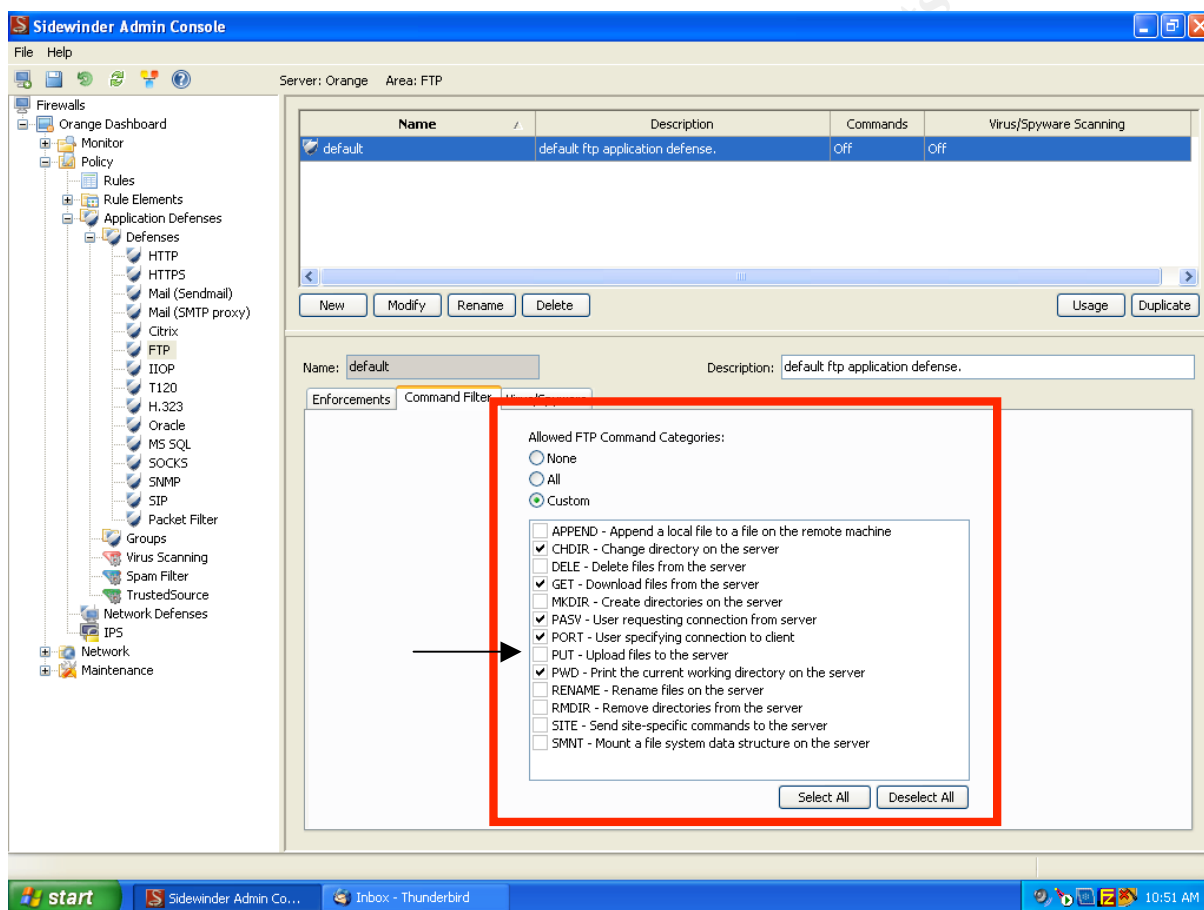 Sidewinder Admin Console
File Help
Server: Orange Area: FTP
Firewalls
Orange Dashboard
Monitor
Policy
Rules
Rule Elements
Application Defenses
Defenses
HTTP
HTTPS
Mail (Sendmail)
Mail (SMTP proxy)
Citrix
FTP
IIOP
T120
H.323
Oracle
MS SQL
SOCKS
SNMP
SIP
Packet Filter
Groups
Virus Scanning
Spam Filter
TrustedSource
Network Defenses
IPS
Network
Maintenance
Name Description Commands Virus/Spyware Scanning
default default ftp application defense. Off Off
New Modify Rename Delete Usage Duplicate
Name: default Description: default ftp application defense.
Enforcements Command Filter Virus/Spyware
Allowed FTP Command Categories:
None
All
Custom
APPEND - Append a local file to a file on the remote machine
CHDIR - Change directory on the server
DELE - Delete files from the server
GET - Download files from the server
MKDIR - Create directories on the server
PASV - User requesting connection from server
PORT - User specifying connection to client
PUT - Upload files to the server
PWD - Print the current working directory on the server
RENAME - Rename files on the server
RMDIR - Remove directories from the server
SITE - Send site-specific commands to the server
SMNT - Mount a file system data structure on the server
Select All Deselect All
start Sidewinder Admin Co... Inbox - Thunderbird 10:51 AM